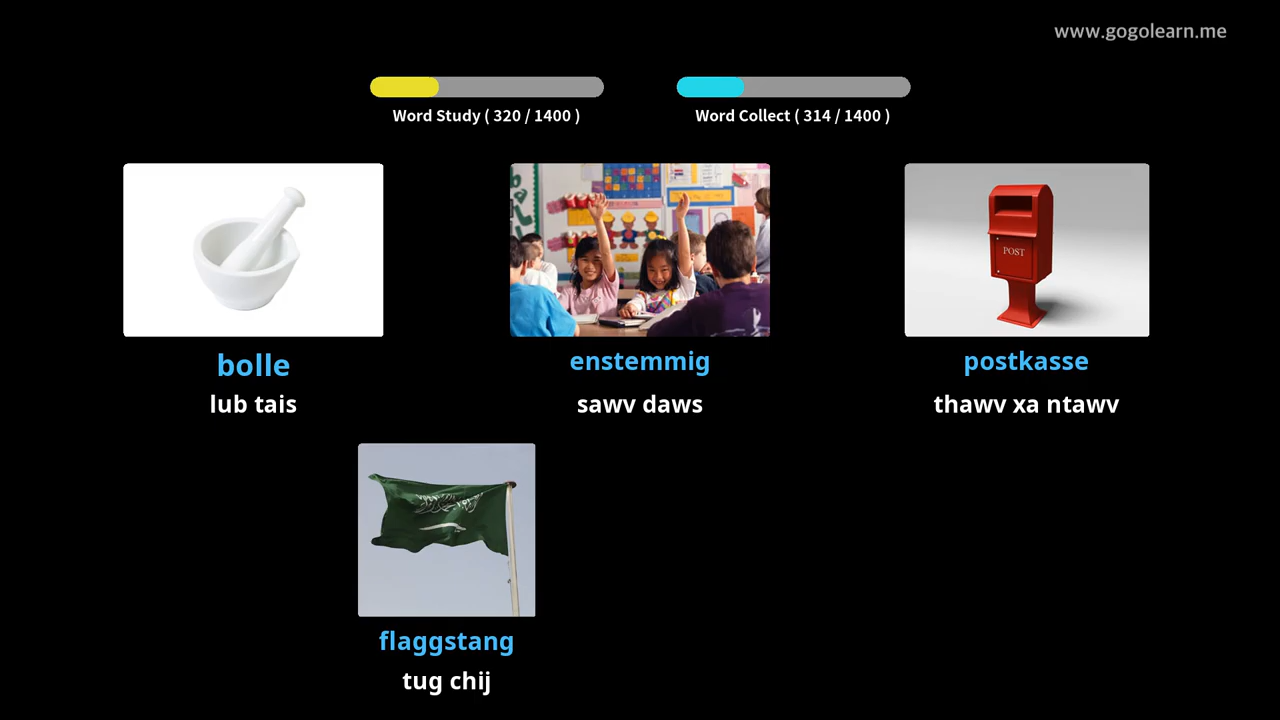 www.gogolearn.me
Word Study ( 320 / 1400 )
Word Collect ( 314 / 1400 )
POST
bolle
lub tais
enstemmig
sawv daws
postkasse
thawv xa ntawv
flaggstang
tug chij